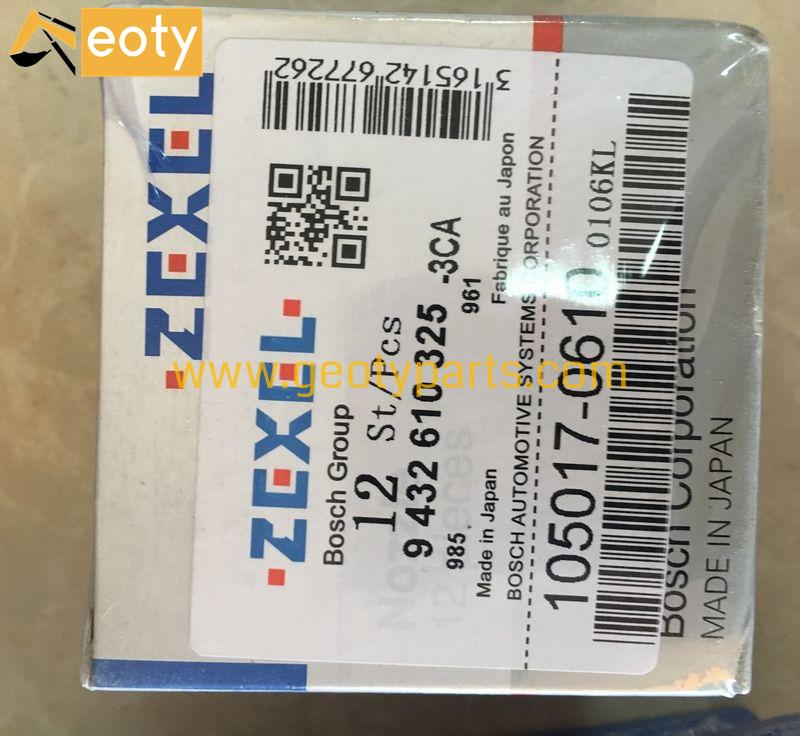 eoty
ZEXEL
3 165142 677262
ZEXEL
Bosch Group
12 St/Pcs
9 432 610 325 -3CA
985. 961
Made in Japan Fabriqué au Japon
BOSCH AUTOMOTIVE SYSTEMS CORPORATION
105017-0610 0106KL
Bosch Corporation
MADE IN JAPAN
www.geotyparts.com